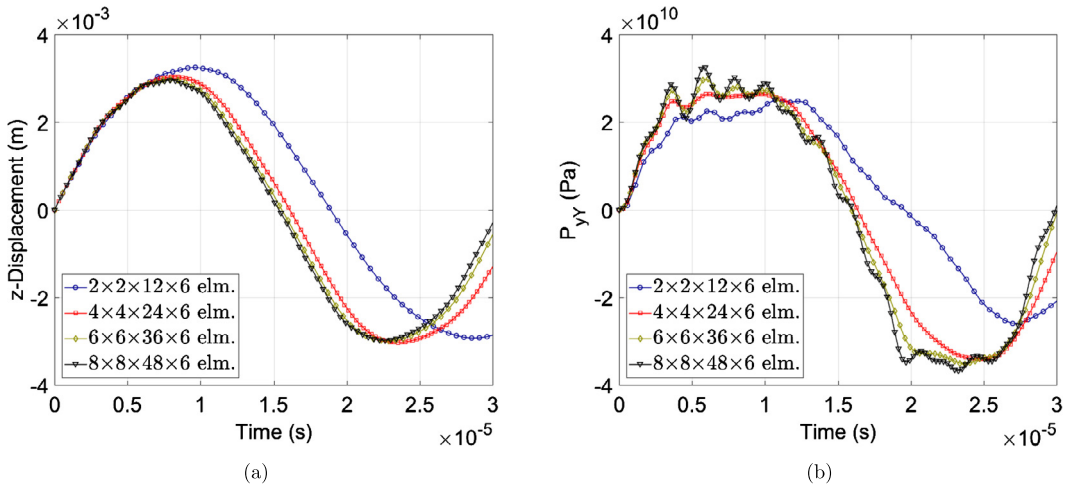 ×10⁻³
4
2
0
-2
-4
z-Displacement (m)
2×2×12×6 elm.
4×4×24×6 elm.
6×6×36×6 elm.
8×8×48×6 elm.
0 0.5 1 1.5 2 2.5 3
Time (s)
×10⁻⁵
(a)
×10¹⁰
4
2
0
-2
-4
P_yY (Pa)
2×2×12×6 elm.
4×4×24×6 elm.
6×6×36×6 elm.
8×8×48×6 elm.
0 0.5 1 1.5 2 2.5 3
Time (s)
×10⁻⁵
(b)